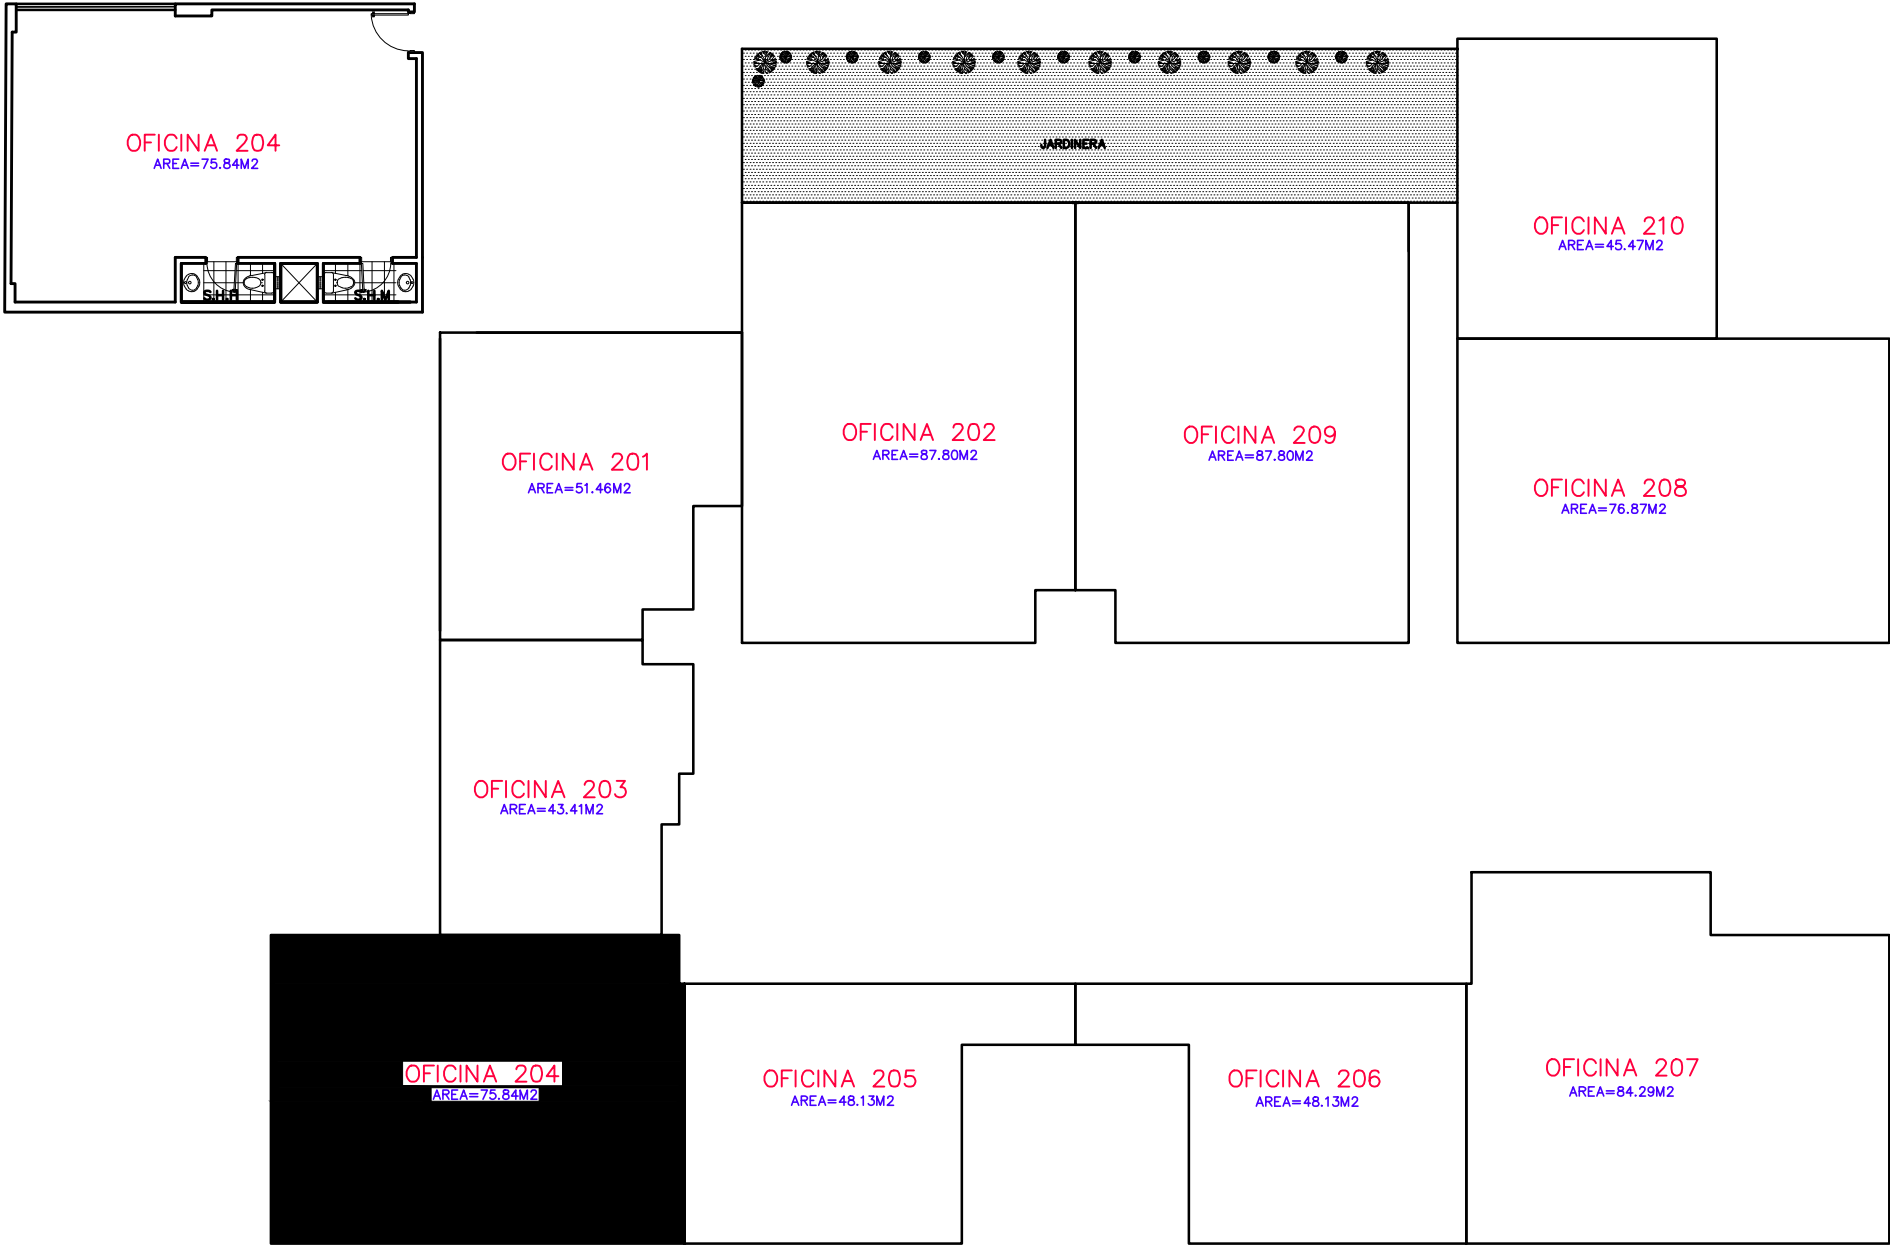 OFICINA 204
AREA=75.84M2
S.H.H
S.H.M
JARDINERA
OFICINA 210
AREA=45.47M2
OFICINA 202
AREA=87.80M2
OFICINA 209
AREA=87.80M2
OFICINA 201
AREA=51.46M2
OFICINA 208
AREA=76.87M2
OFICINA 203
AREA=43.41M2
OFICINA 204
AREA=75.84M2
OFICINA 205
AREA=48.13M2
OFICINA 206
AREA=48.13M2
OFICINA 207
AREA=84.29M2